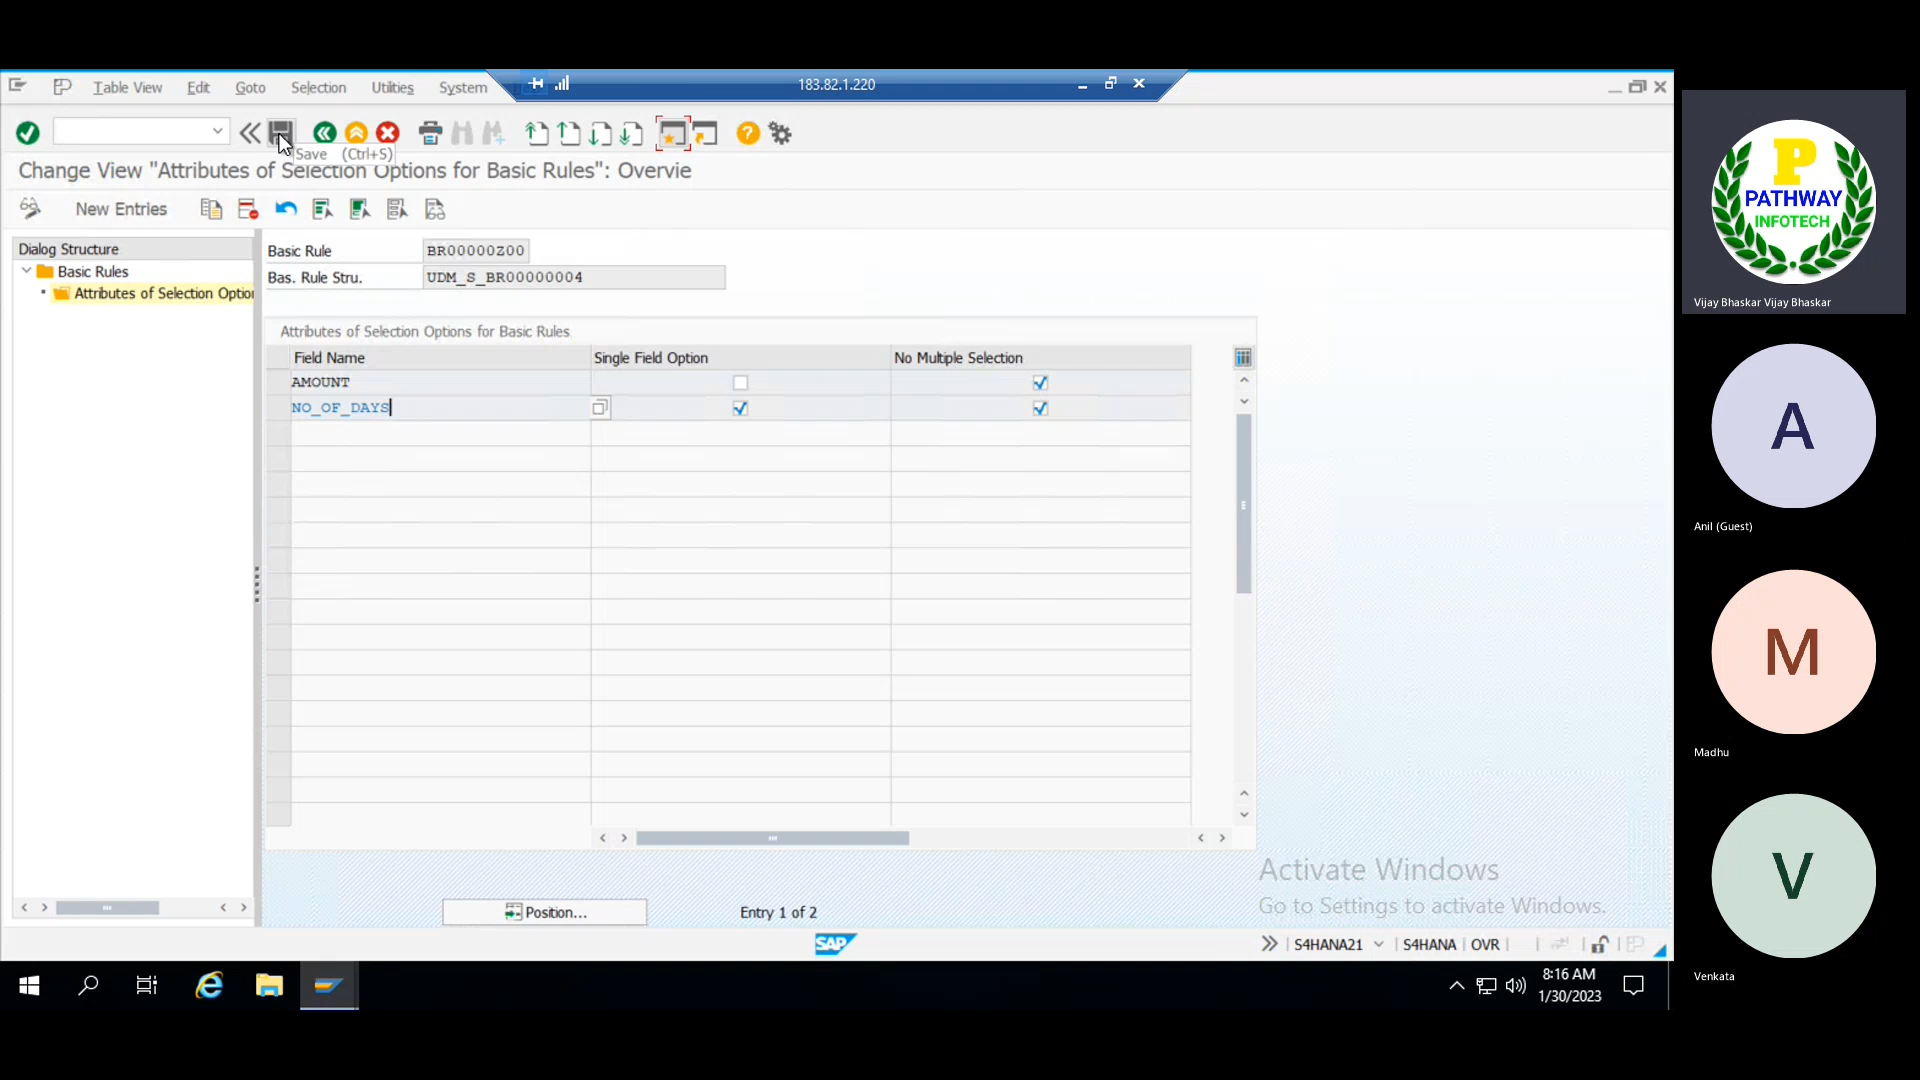 Table View Edit Goto Selection Utilities System
183.82.1.220
Save (Ctrl+S)
Change View "Attributes of Selection Options for Basic Rules": Overvie
New Entries
Dialog Structure
Basic Rules
Attributes of Selection Optio
Basic Rule BR00000Z00
Bas. Rule Stru. UDM_S_BR00000004
Attributes of Selection Options for Basic Rules
Field Name Single Field Option No Multiple Selection
AMOUNT
NO_OF_DAYS
Position... Entry 1 of 2
Activate Windows
Go to Settings to activate Windows.
SAP
S4HANA21 S4HANA OVR
8:16 AM
1/30/2023
P
PATHWAY
INFOTECH
Vijay Bhaskar Vijay Bhaskar
A
Anil (Guest)
M
Madhu
V
Venkata